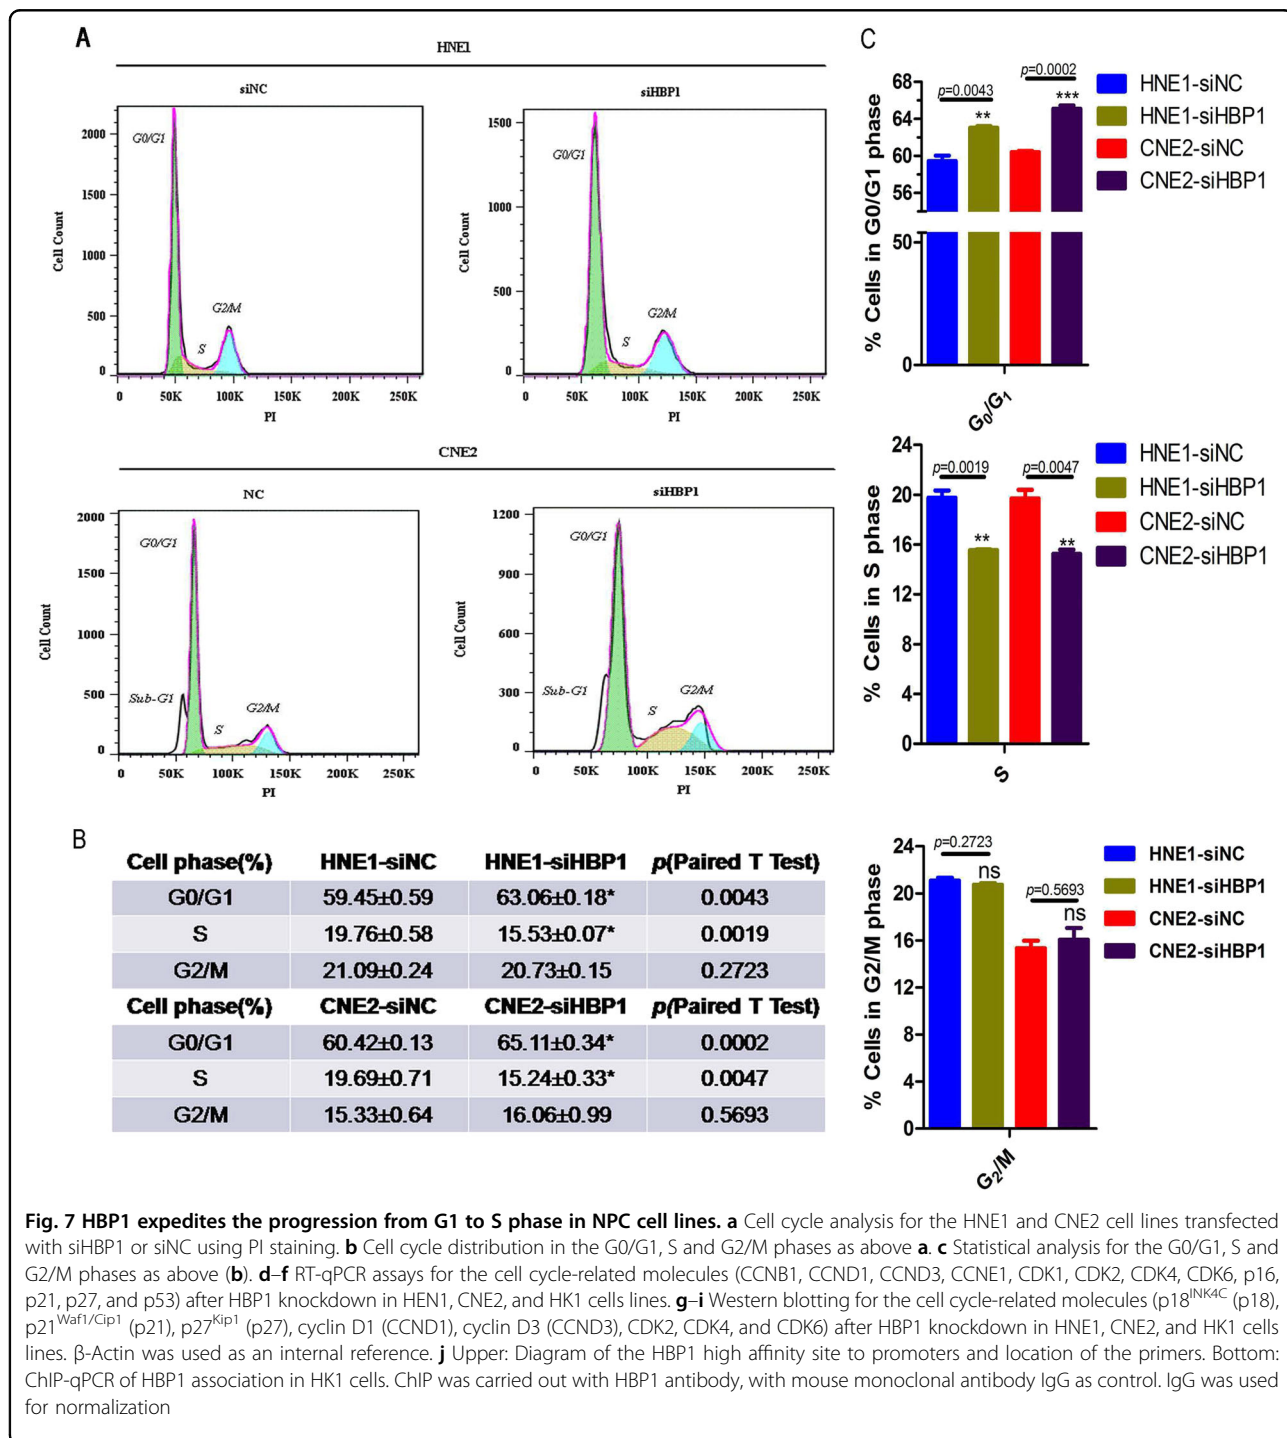 A
HNE1
siNC
2000
1500
1000
500
0
Cell Count
G0/G1
S
G2/M
0 50K 100K 150K 200K 250K
PI
siHBP1
1500
1000
500
0
Cell Count
G0/G1
S
G2/M
0 50K 100K 150K 200K 250K
PI
CNE2
NC
2000
1500
1000
500
0
Cell Count
G0/G1
Sub-G1
S
G2/M
0 50K 100K 150K 200K 250K
PI
siHBP1
1200
900
600
300
0
Cell Count
G0/G1
Sub-G1
S
G2/M
0 50K 100K 150K 200K 250K
PI
B
Cell phase(%) HNE1-siNC HNE1-siHBP1 p(Paired T Test)
G0/G1 59.45±0.59 63.06±0.18* 0.0043
S 19.76±0.58 15.53±0.07* 0.0019
G2/M 21.09±0.24 20.73±0.15 0.2723
Cell phase(%) CNE2-siNC CNE2-siHBP1 p(Paired T Test)
G0/G1 60.42±0.13 65.11±0.34* 0.0002
S 19.69±0.71 15.24±0.33* 0.0047
G2/M 15.33±0.64 16.06±0.99 0.5693
C
% Cells in G0/G1 phase
68
64
60
56
50
0
p=0.0043
**
p=0.0002
***
G0/G1
HNE1-siNC
HNE1-siHBP1
CNE2-siNC
CNE2-siHBP1
% Cells in S phase
24
20
16
12
8
4
0
p=0.0019
**
p=0.0047
**
S
HNE1-siNC
HNE1-siHBP1
CNE2-siNC
CNE2-siHBP1
% Cells in G2/M phase
24
20
16
12
8
4
0
p=0.2723
ns
p=0.5693
ns
G2/M
HNE1-siNC
HNE1-siHBP1
CNE2-siNC
CNE2-siHBP1
Fig. 7 HBP1 expedites the progression from G1 to S phase in NPC cell lines. a Cell cycle analysis for the HNE1 and CNE2 cell lines transfected
with siHBP1 or siNC using PI staining. b Cell cycle distribution in the G0/G1, S and G2/M phases as above a. c Statistical analysis for the G0/G1, S and
G2/M phases as above (b). d–f RT-qPCR assays for the cell cycle-related molecules (CCNB1, CCND1, CCND3, CCNE1, CDK1, CDK2, CDK4, CDK6, p16,
p21, p27, and p53) after HBP1 knockdown in HEN1, CNE2, and HK1 cells lines. g–i Western blotting for the cell cycle-related molecules (p18INK4C (p18),
p21Waf1/Cip1 (p21), p27Kip1 (p27), cyclin D1 (CCND1), cyclin D3 (CCND3), CDK2, CDK4, and CDK6) after HBP1 knockdown in HNE1, CNE2, and HK1 cells
lines. β-Actin was used as an internal reference. j Upper: Diagram of the HBP1 high affinity site to promoters and location of the primers. Bottom:
ChIP-qPCR of HBP1 association in HK1 cells. ChIP was carried out with HBP1 antibody, with mouse monoclonal antibody IgG as control. IgG was used
for normalization